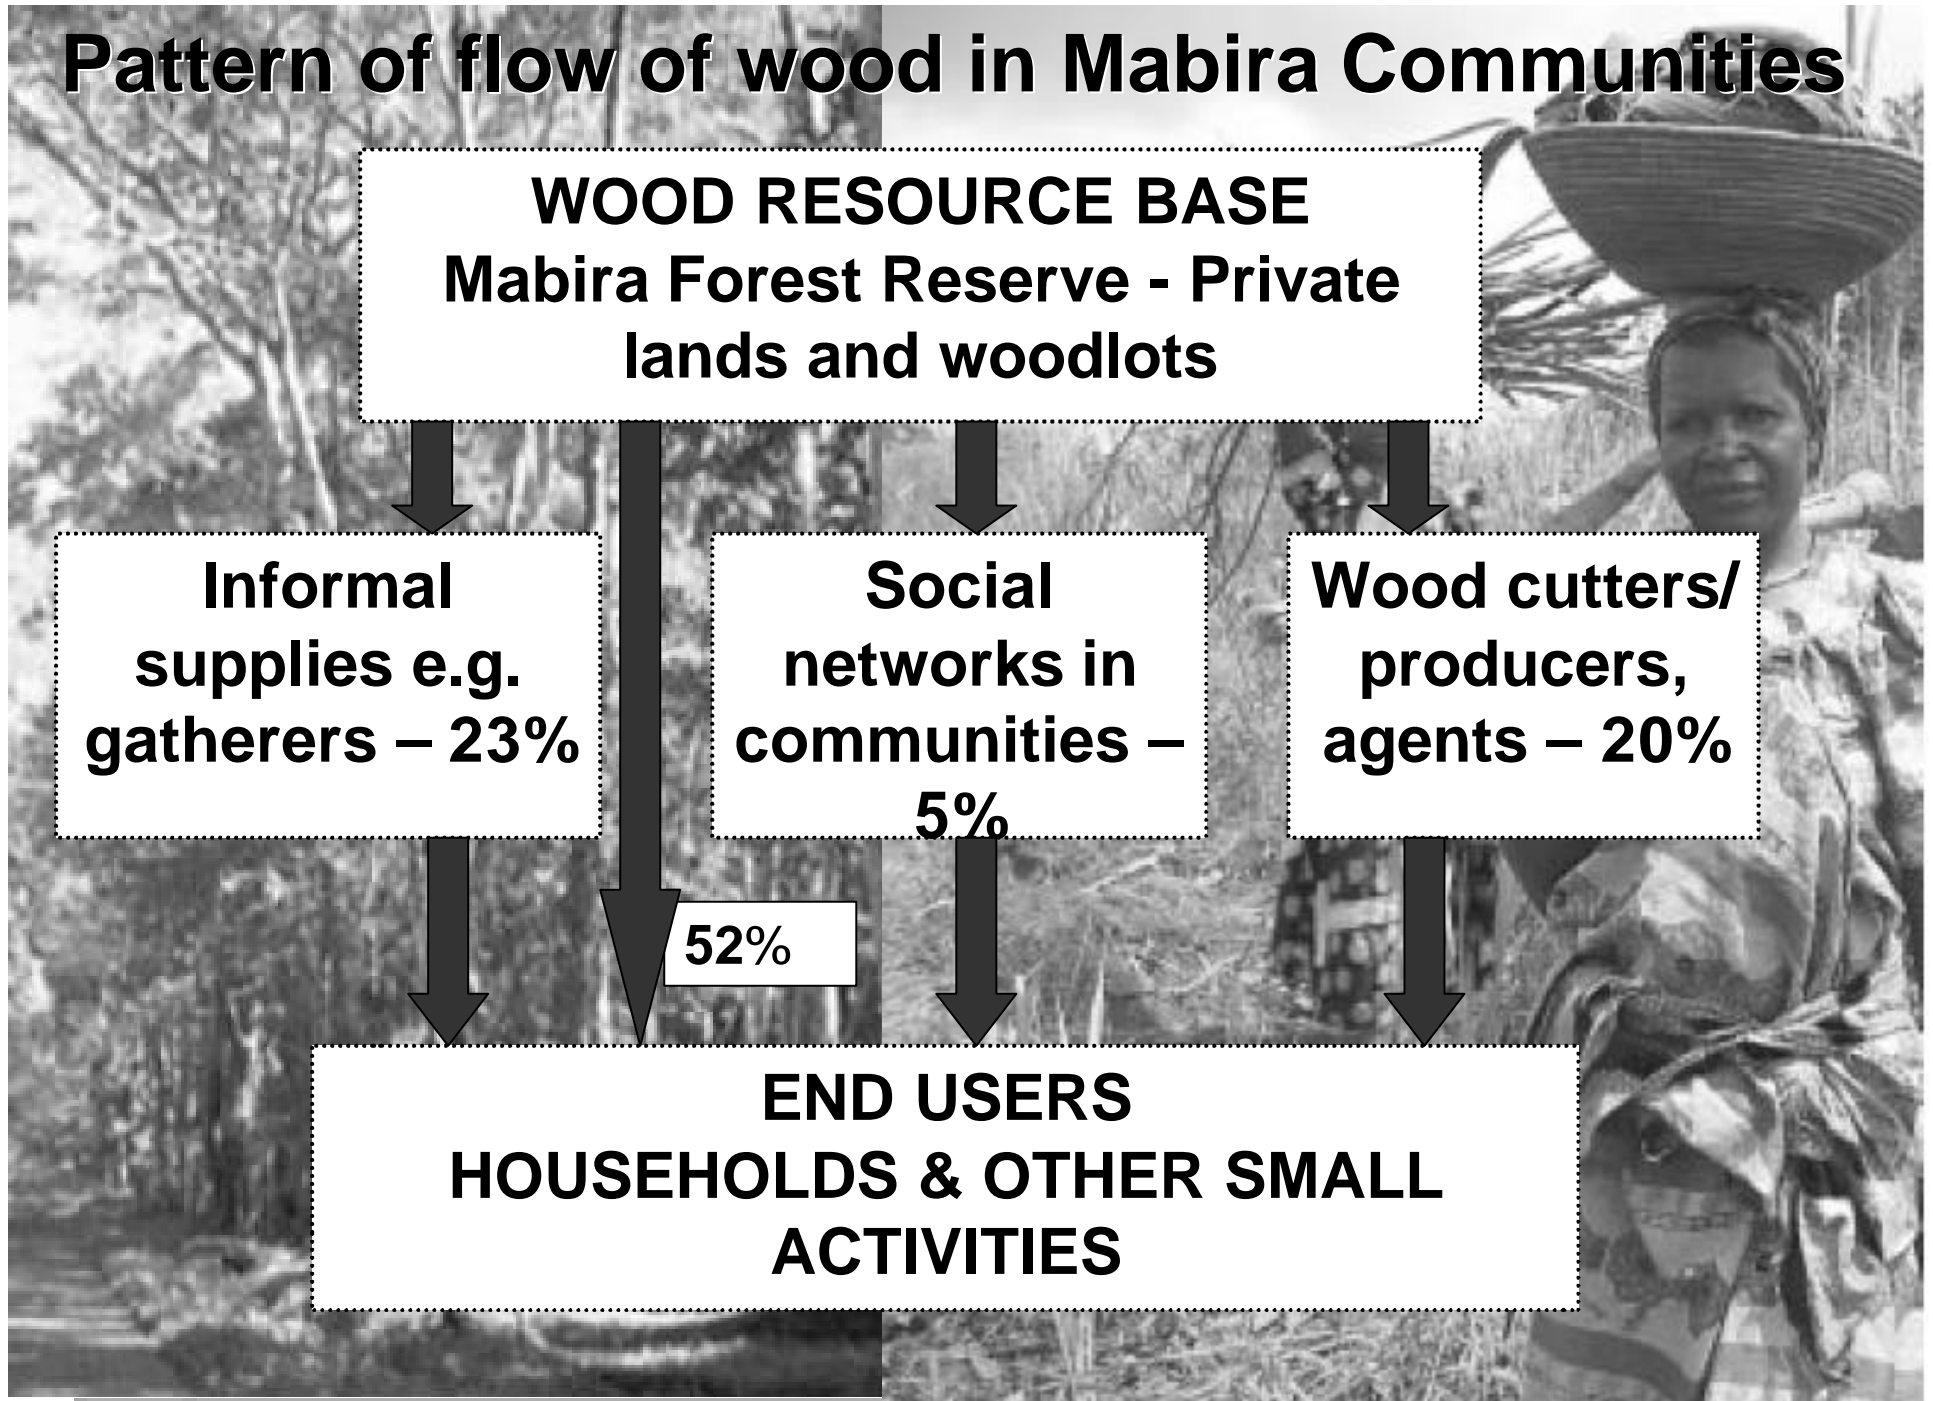 Pattern of flow of wood in Mabira Communities
WOOD RESOURCE BASE
Mabira Forest Reserve - Private
lands and woodlots
Informal
supplies e.g.
gatherers – 23%
Social
networks in
communities –
5%
Wood cutters/
producers,
agents – 20%
52%
END USERS
HOUSEHOLDS & OTHER SMALL
ACTIVITIES